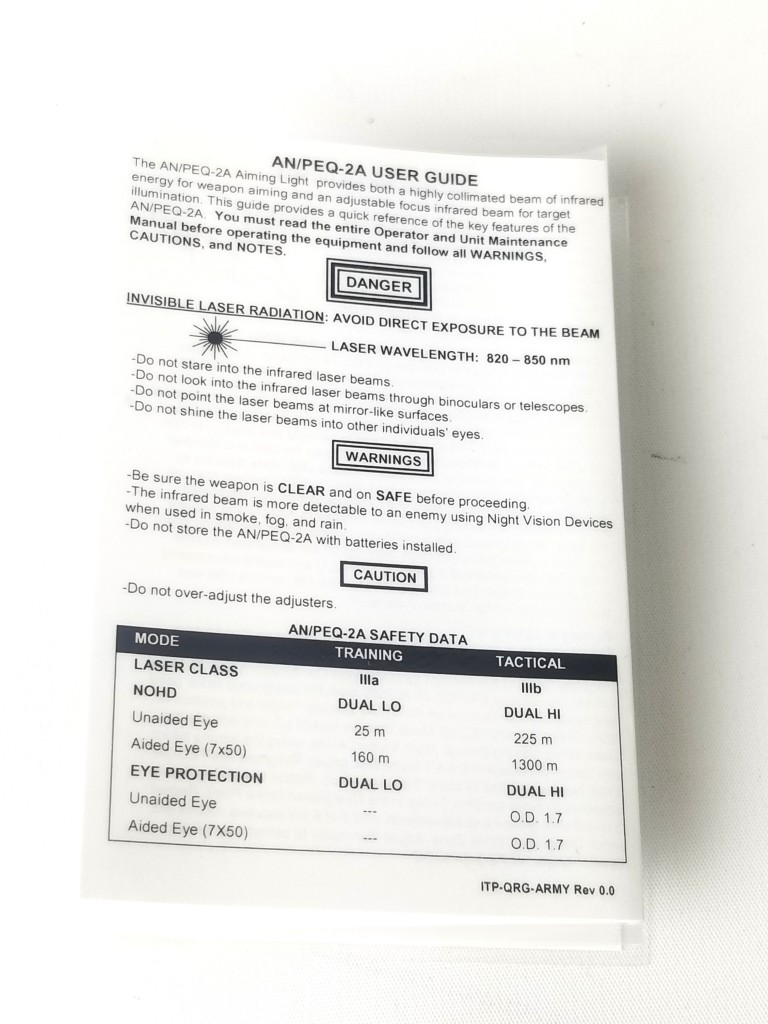 AN/PEQ-2A USER GUIDE
The AN/PEQ-2A Aiming Light provides both a highly collimated beam of infrared
energy for weapon aiming and an adjustable focus infrared beam for target
illumination. This guide provides a quick reference of the key features of the
AN/PEQ-2A. You must read the entire Operator and Unit Maintenance
Manual before operating the equipment and follow all WARNINGS,
CAUTIONS, and NOTES.
DANGER
INVISIBLE LASER RADIATION: AVOID DIRECT EXPOSURE TO THE BEAM
LASER WAVELENGTH: 820 – 850 nm
-Do not stare into the infrared laser beams.
-Do not look into the infrared laser beams through binoculars or telescopes.
-Do not point the laser beams at mirror-like surfaces.
-Do not shine the laser beams into other individuals' eyes.
WARNINGS
-Be sure the weapon is CLEAR and on SAFE before proceeding.
-The infrared beam is more detectable to an enemy using Night Vision Devices
when used in smoke, fog, and rain.
-Do not store the AN/PEQ-2A with batteries installed.
CAUTION
-Do not over-adjust the adjusters.
AN/PEQ-2A SAFETY DATA
MODE TRAINING TACTICAL
LASER CLASS IIIa IIIb
NOHD DUAL LO DUAL HI
Unaided Eye 25 m 225 m
Aided Eye (7x50) 160 m 1300 m
EYE PROTECTION DUAL LO DUAL HI
Unaided Eye --- O.D. 1.7
Aided Eye (7X50) --- O.D. 1.7
ITP-QRG-ARMY Rev 0.0